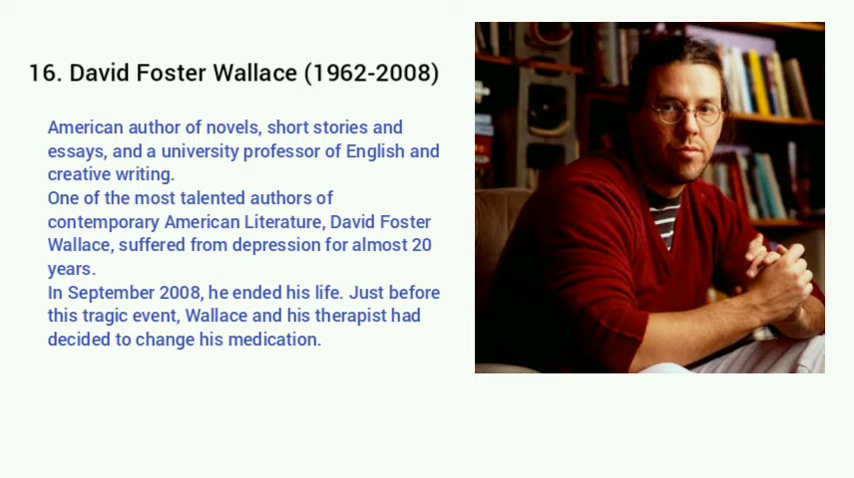 16. David Foster Wallace (1962-2008)
American author of novels, short stories and
essays, and a university professor of English and
creative writing.
One of the most talented authors of
contemporary American Literature, David Foster
Wallace, suffered from depression for almost 20
years.
In September 2008, he ended his life. Just before
this tragic event, Wallace and his therapist had
decided to change his medication.